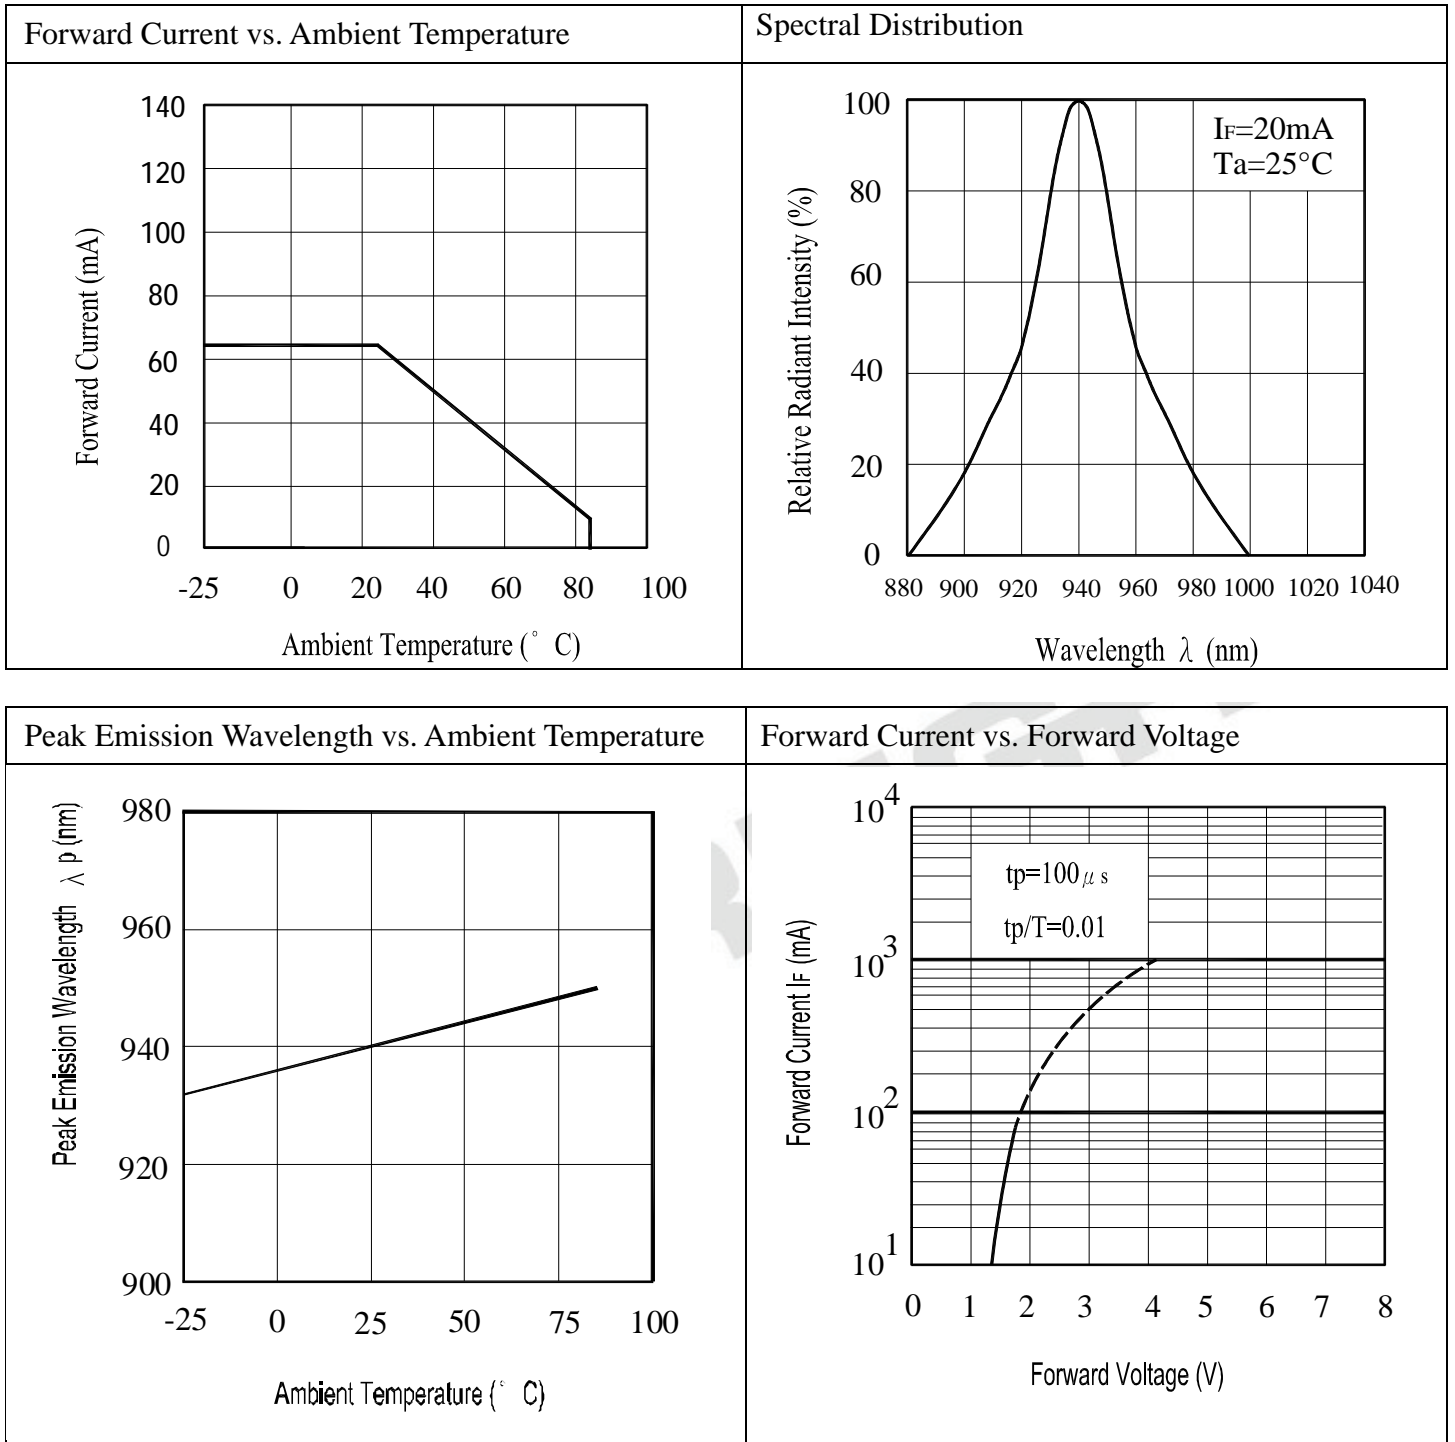 Forward Current vs. Ambient Temperature
Forward Current (mA)
140
120
100
80
60
40
20
0
-25 0 20 40 60 80 100
Ambient Temperature (° C)
Spectral Distribution
Relative Radiant Intensity (%)
100
80
60
40
20
0
IF=20mA
Ta=25°C
880 900 920 940 960 980 1000 1020 1040
Wavelength λ (nm)
Peak Emission Wavelength vs. Ambient Temperature
Peak Emission Wavelength λ p (nm)
980
960
940
920
900
-25 0 25 50 75 100
Ambient Temperature (° C)
Forward Current vs. Forward Voltage
Forward Current IF (mA)
10^4
10^3
10^2
10^1
tp=100μs
tp/T=0.01
0 1 2 3 4 5 6 7 8
Forward Voltage (V)